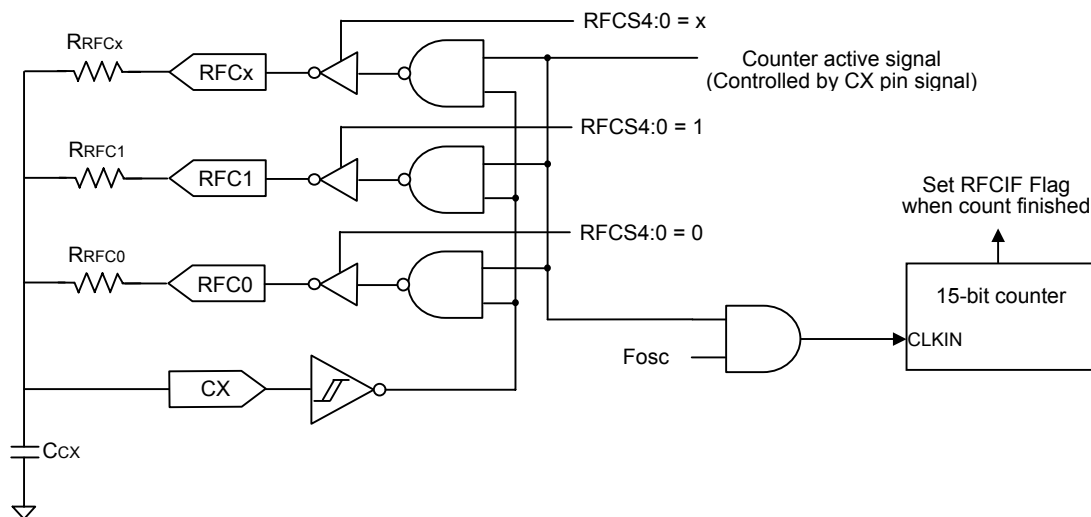 RFCS4:0 = x
RRFCx
RFCx
Counter active signal
(Controlled by CX pin signal)
RFCS4:0 = 1
RRFC1
RFC1
Set RFCIF Flag
when count finished
RFCS4:0 = 0
RRFC0
RFC0
15-bit counter
CLKIN
Fosc
CX
CCX